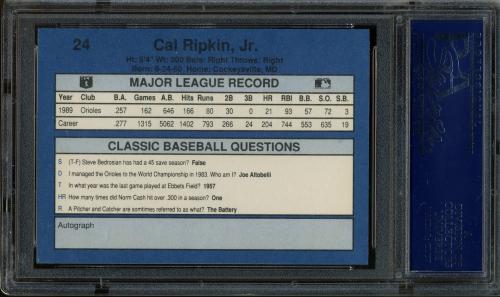 24
Cal Ripkin, Jr.
Ht: 6'4" Wt: 200 Bats: Right Throws: Right
Born: 8-24-60 Home: Cockeysville, MD
MAJOR LEAGUE RECORD
Year Club B.A. Games A.B. Hits Runs 2B 3B HR RBI B.B. S.O. S.B.
1989 Orioles .257 162 646 166 80 30 0 21 93 57 72 3
Career .277 1315 5062 1402 793 266 24 204 744 553 635 19
CLASSIC BASEBALL QUESTIONS
S (T-F) Steve Bedrosian has had a 45 save season? False
D I managed the Orioles to the World Championship in 1983. Who am I? Joe Altobelli
T In what year was the last game played at Ebbets Field? 1957
HR How many times did Norm Cash hit over .300 in a season? One
R A Pitcher and Catcher are somtimes referred to as what? The Battery
Autograph